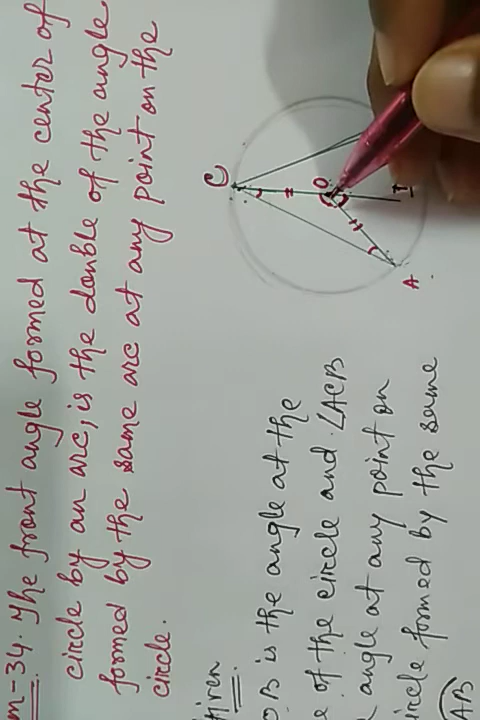 m-34. The front angle formed at the center of
circle by an arc, is the double of the angle
formed by the same arc at any point on the
circle.
Given
OB is the angle at the
of the circle and ∠ACB
angle at any point on
circle formed by the same
AB
C
O
A